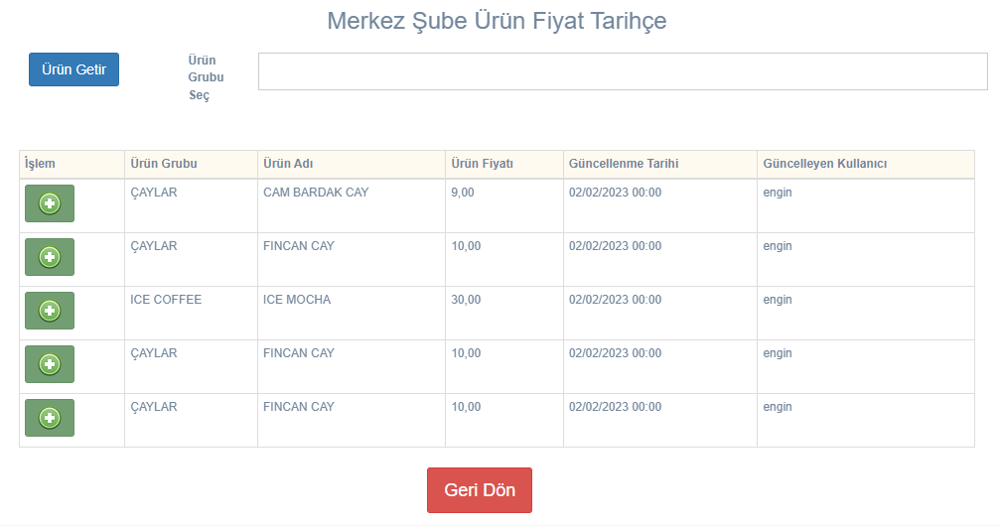 Merkez Şube Ürün Fiyat Tarihçe
Ürün Getir
Ürün
Grubu
Seç
İşlem Ürün Grubu Ürün Adı Ürün Fiyatı Güncellenme Tarihi Güncelleyen Kullanıcı
ÇAYLAR CAM BARDAK CAY 9,00 02/02/2023 00:00 engin
ÇAYLAR FINCAN CAY 10,00 02/02/2023 00:00 engin
ICE COFFEE ICE MOCHA 30,00 02/02/2023 00:00 engin
ÇAYLAR FINCAN CAY 10,00 02/02/2023 00:00 engin
ÇAYLAR FINCAN CAY 10,00 02/02/2023 00:00 engin
Geri Dön